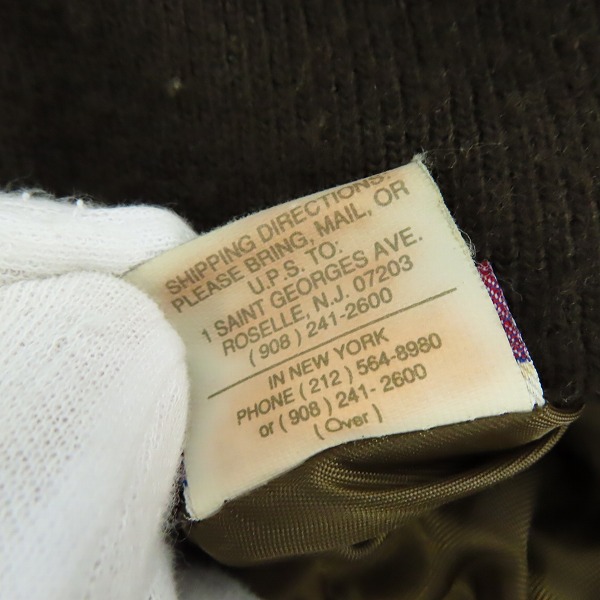 SHIPPING DIRECTIONS:
PLEASE BRING, MAIL, OR
U.P.S. TO:
1 SAINT GEORGES AVE.
ROSELLE, N.J. 07203
(908) 241-2600
IN NEW YORK
PHONE (212) 564-8980
or (908) 241-2600
(Over)